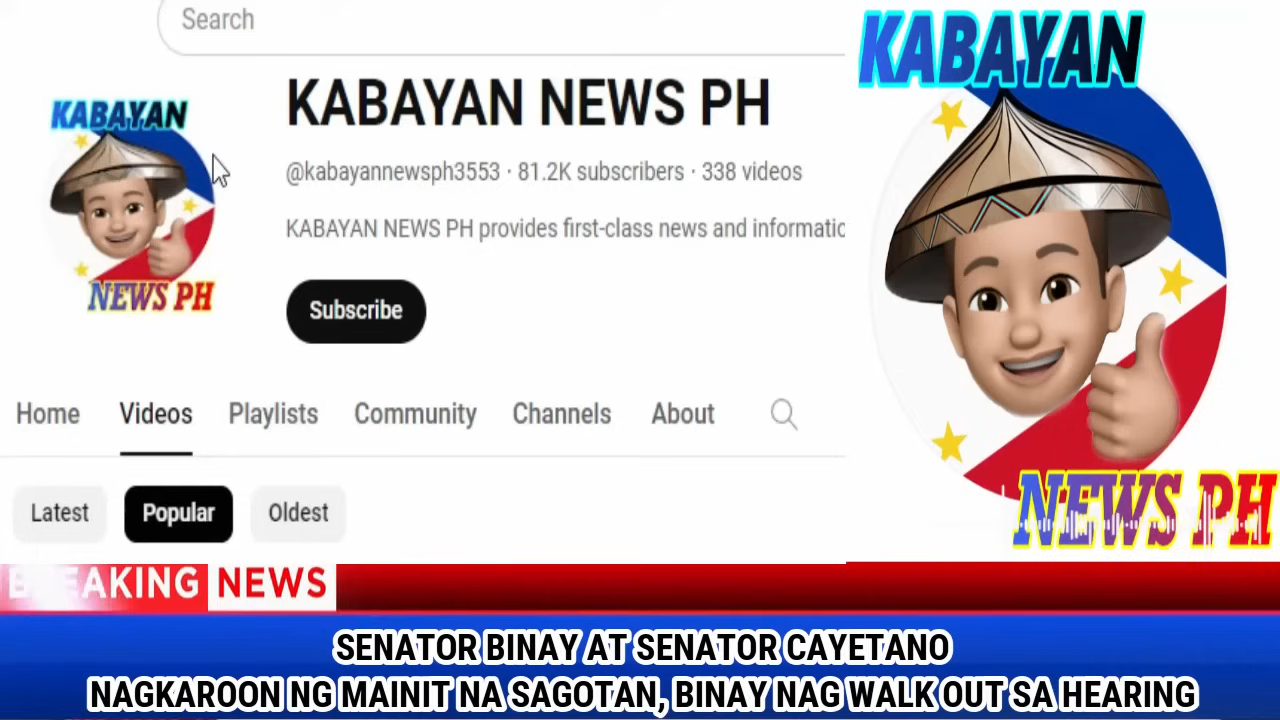 Search
KABAYAN NEWS PH
@kabayannewsph3553 · 81.2K subscribers · 338 videos
KABAYAN NEWS PH provides first-class news and informatic
Subscribe
Home Videos Playlists Community Channels About
Latest Popular Oldest
KABAYAN
NEWS PH
KABAYAN
NEWS PH
BREAKING NEWS
SENATOR BINAY AT SENATOR CAYETANO
NAGKAROON NG MAINIT NA SAGOTAN, BINAY NAG WALK OUT SA HEARING